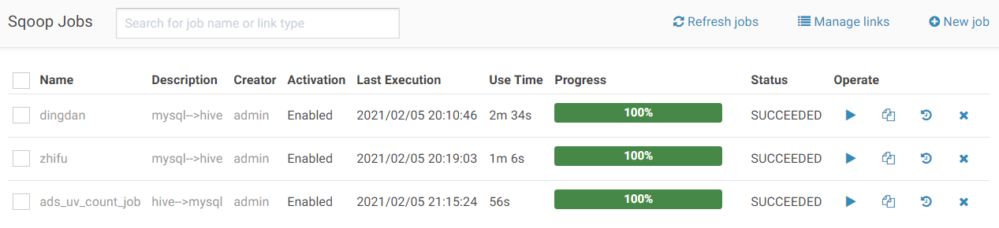 Sqoop Jobs Search for job name or link type Refresh jobs Manage links New job
Name Description Creator Activation Last Execution Use Time Progress Status Operate
dingdan mysql-->hive admin Enabled 2021/02/05 20:10:46 2m 34s 100% SUCCEEDED
zhifu mysql-->hive admin Enabled 2021/02/05 20:19:03 1m 6s 100% SUCCEEDED
ads_uv_count_job hive-->mysql admin Enabled 2021/02/05 21:15:24 56s 100% SUCCEEDED